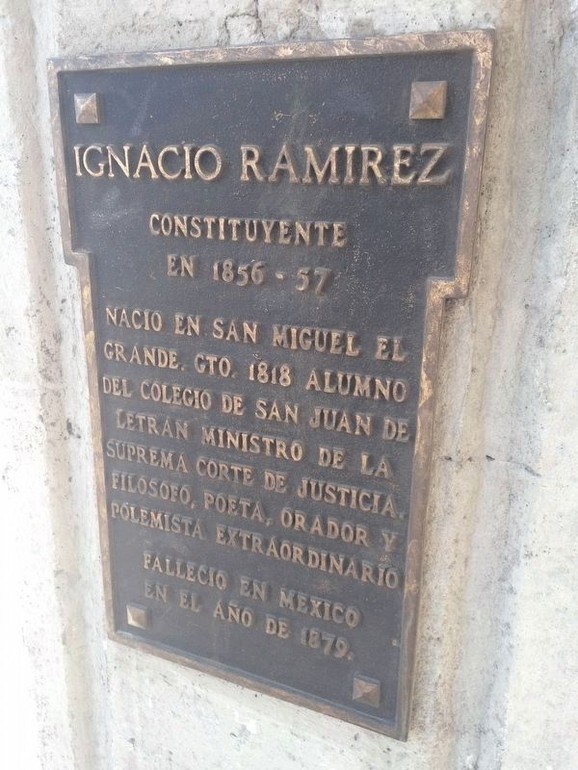 IGNACIO RAMIREZ
CONSTITUYENTE
EN 1856-57
NACIO EN SAN MIGUEL EL
GRANDE. GTO. 1818 ALUMNO
DEL COLEGIO DE SAN JUAN DE
LETRAN MINISTRO DE LA
SUPREMA CORTE DE JUSTICIA.
FILOSOFO, POETA, ORADOR Y
POLEMISTA EXTRAORDINARIO
FALLECIO EN MEXICO
EN EL AÑO DE 1879.